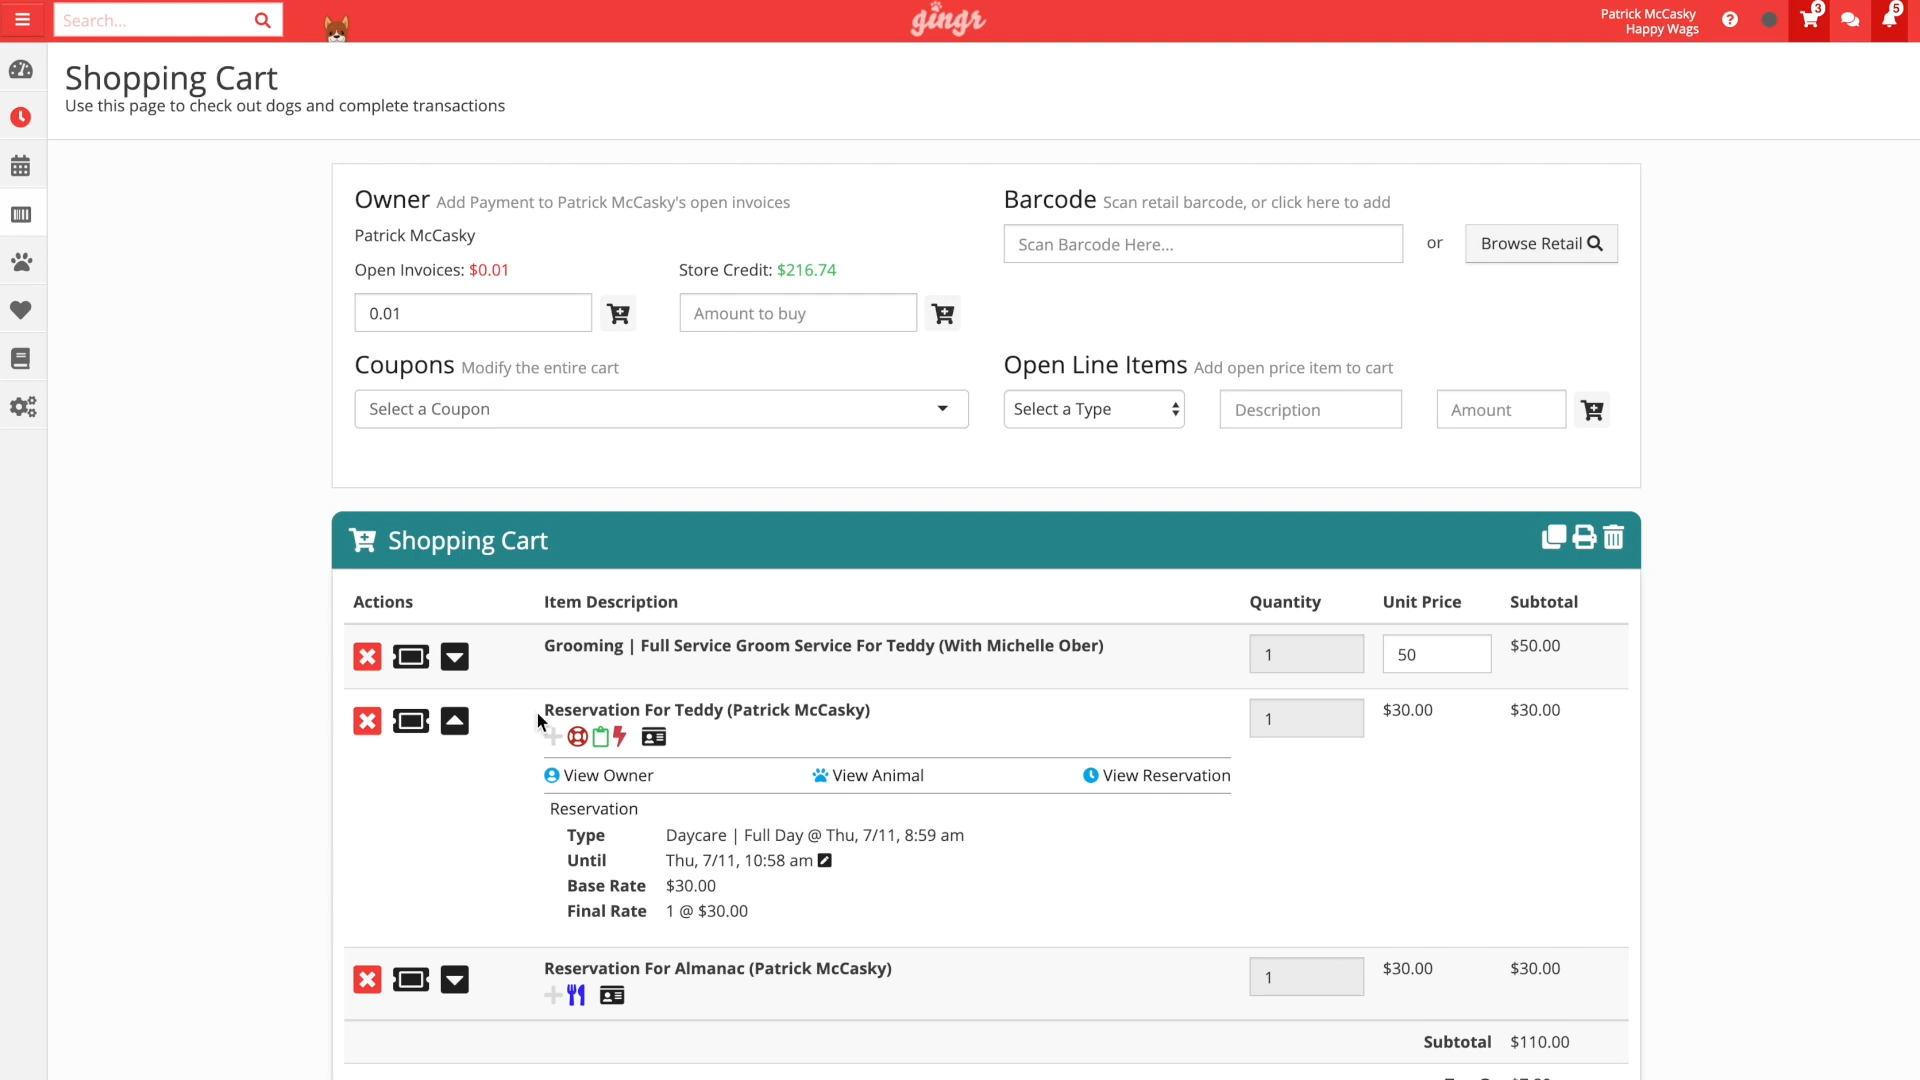 Search...
gingr
Patrick McCasky
Happy Wags
3
5
Shopping Cart
Use this page to check out dogs and complete transactions
Owner Add Payment to Patrick McCasky's open invoices
Patrick McCasky
Open Invoices: $0.01
Store Credit: $216.74
0.01
Amount to buy
Barcode Scan retail barcode, or click here to add
Scan Barcode Here...
or
Browse Retail
Coupons Modify the entire cart
Select a Coupon
Open Line Items Add open price item to cart
Select a Type
Description
Amount
Shopping Cart
Actions Item Description Quantity Unit Price Subtotal
Grooming | Full Service Groom Service For Teddy (With Michelle Ober) 1 50 $50.00
Reservation For Teddy (Patrick McCasky) 1 $30.00 $30.00
View Owner View Animal View Reservation
Reservation
Type Daycare | Full Day @ Thu, 7/11, 8:59 am
Until Thu, 7/11, 10:58 am
Base Rate $30.00
Final Rate 1 @ $30.00
Reservation For Almanac (Patrick McCasky) 1 $30.00 $30.00
Subtotal $110.00